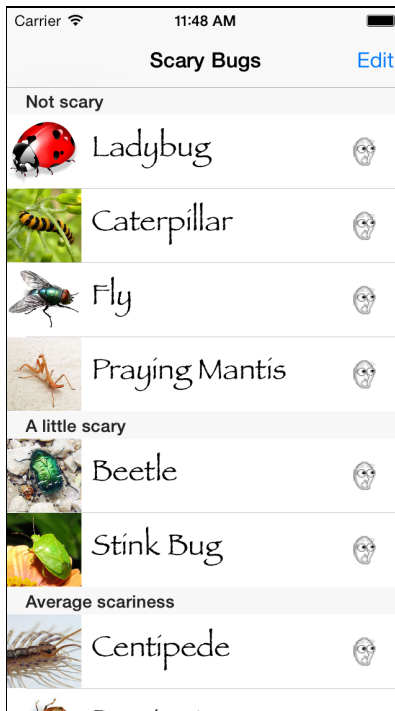 Carrier 11:48 AM
Scary Bugs Edit
Not scary
Ladybug
Caterpillar
Fly
Praying Mantis
A little scary
Beetle
Stink Bug
Average scariness
Centipede